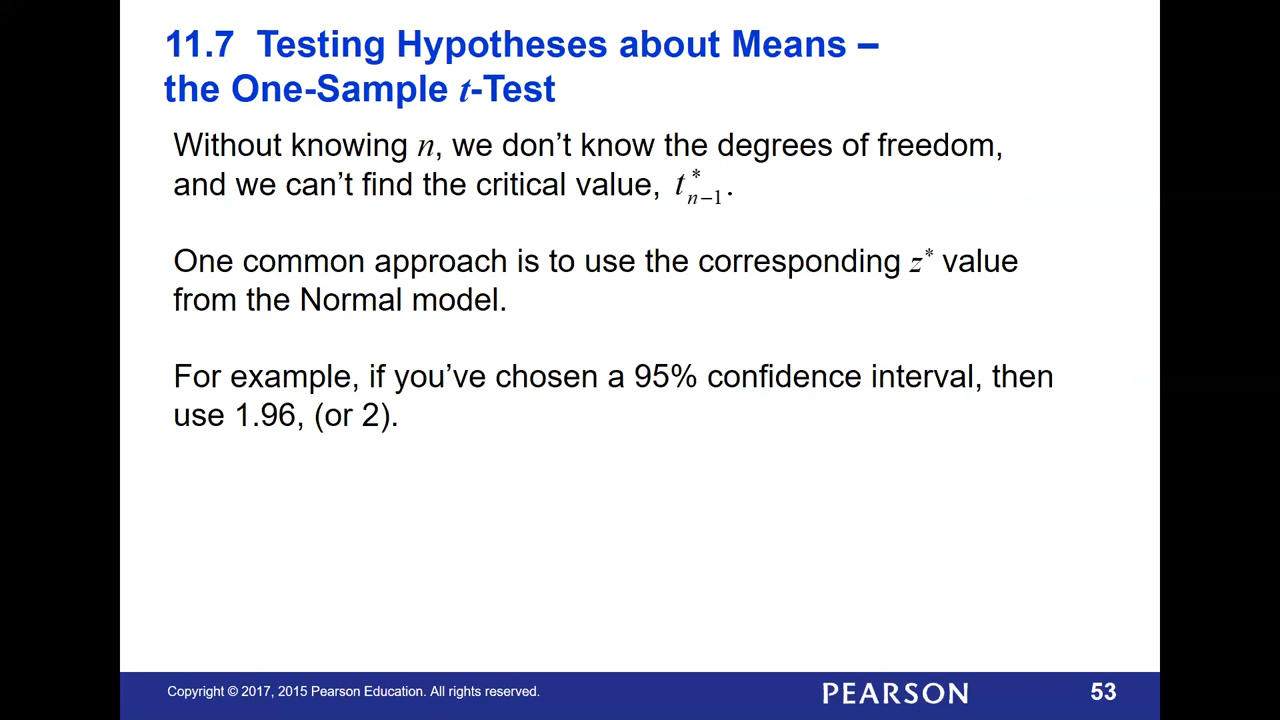 11.7 Testing Hypotheses about Means –
the One-Sample t-Test
Without knowing n, we don’t know the degrees of freedom,
and we can’t find the critical value, t*n–1.
One common approach is to use the corresponding z* value
from the Normal model.
For example, if you’ve chosen a 95% confidence interval, then
use 1.96, (or 2).
Copyright © 2017, 2015 Pearson Education. All rights reserved.
PEARSON
53